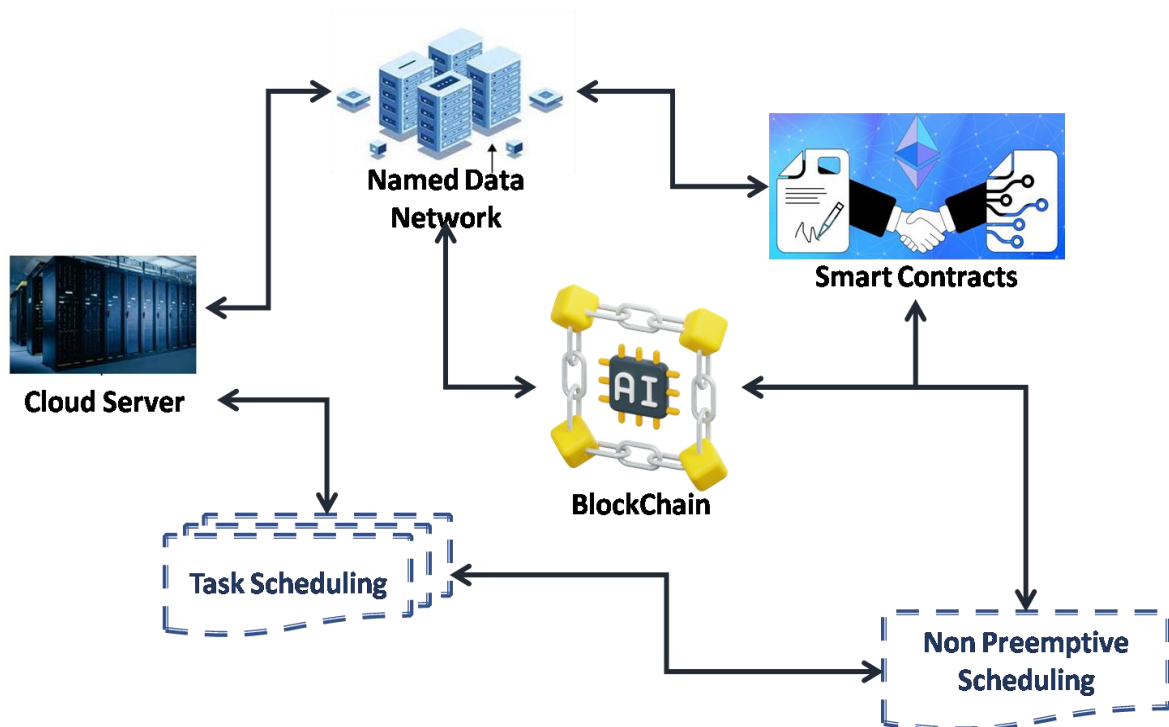 Named Data
Network
Smart Contracts
Cloud Server
AI
BlockChain
Task Scheduling
Non Preemptive
Scheduling